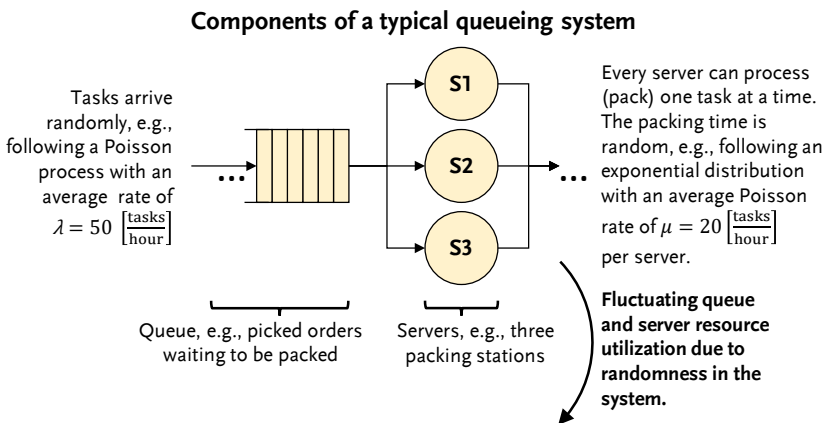 Components of a typical queueing system
Tasks arrive
randomly, e.g.,
following a Poisson
process with an
average rate of
λ = 50 [tasks/hour]
...
S1
S2
S3
...
Every server can process
(pack) one task at a time.
The packing time is
random, e.g., following an
exponential distribution
with an average Poisson
rate of μ = 20 [tasks/hour]
per server.
Queue, e.g., picked orders
waiting to be packed
Servers, e.g., three
packing stations
Fluctuating queue
and server resource
utilization due to
randomness in the
system.